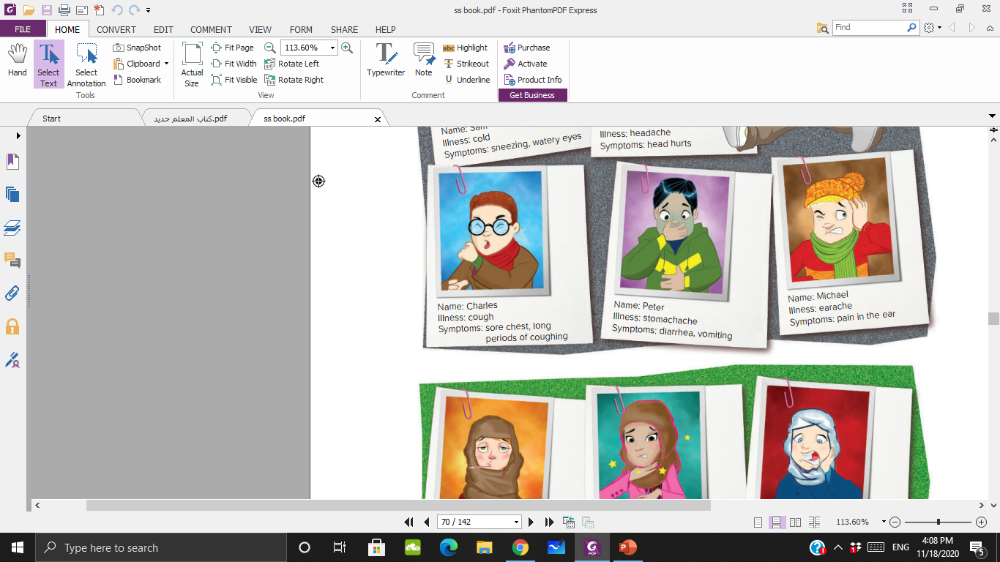 ss book.pdf - Foxit PhantomPDF Express
FILE HOME CONVERT EDIT COMMENT VIEW FORM SHARE HELP
Find
Hand
Select Text
Select Annotation
SnapShot
Clipboard
Bookmark
Tools
Actual Size
Fit Page
Fit Width
Fit Visible
113.60%
Rotate Left
Rotate Right
View
Typewriter
Note
abc Highlight
T Strikeout
U Underline
Comment
Purchase
Activate
Product Info
Get Business
Start
كتاب المعلم جديد.pdf
ss book.pdf
Name: Sam
Illness: cold
Symptoms: sneezing, watery eyes
Illness: headache
Symptoms: head hurts
Name: Charles
Illness: cough
Symptoms: sore chest, long
periods of coughing
Name: Peter
Illness: stomachache
Symptoms: diarrhea, vomiting
Name: Michael
Illness: earache
Symptoms: pain in the ear
70 / 142
113.60%
Type here to search
PDF
ENG
4:08 PM
11/18/2020
5